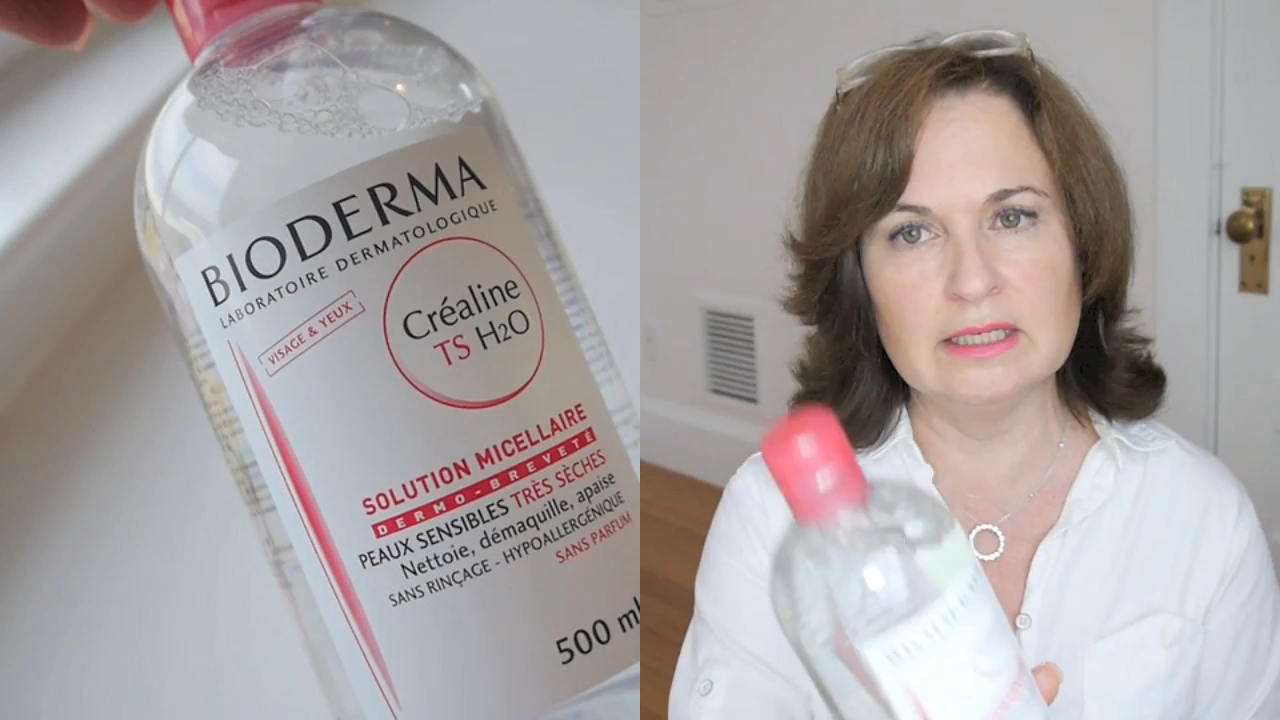 BIODERMA
LABORATOIRE DERMATOLOGIQUE
VISAGE & YEUX
Créaline
TS H2O
SOLUTION MICELLAIRE
DERMO-BREVETÉ
PEAUX SENSIBLES TRÈS SÈCHES
Nettoie, démaquille, apaise
SANS RINÇAGE - HYPOALLERGÉNIQUE
SANS PARFUM
500 ml